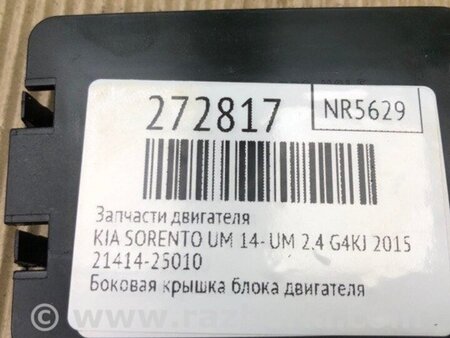 272817
NR5629
Запчасти двигателя
KIA SORENTO UM 14- UM 2.4 G4KJ 2015
21414-25010
Боковая крышка блока двигателя